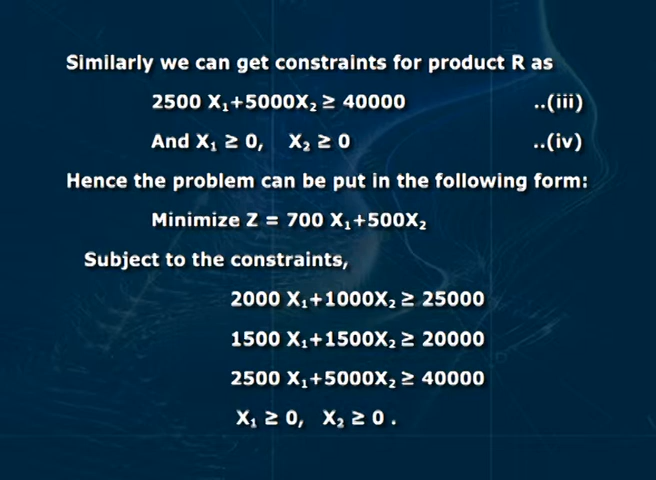 Similarly we can get constraints for product R as
2500 X₁+5000X₂ ≥ 40000 ..(iii)
And X₁ ≥ 0, X₂ ≥ 0 ..(iv)
Hence the problem can be put in the following form:
Minimize Z = 700 X₁+500X₂
Subject to the constraints,
2000 X₁+1000X₂ ≥ 25000
1500 X₁+1500X₂ ≥ 20000
2500 X₁+5000X₂ ≥ 40000
X₁ ≥ 0, X₂ ≥ 0 .